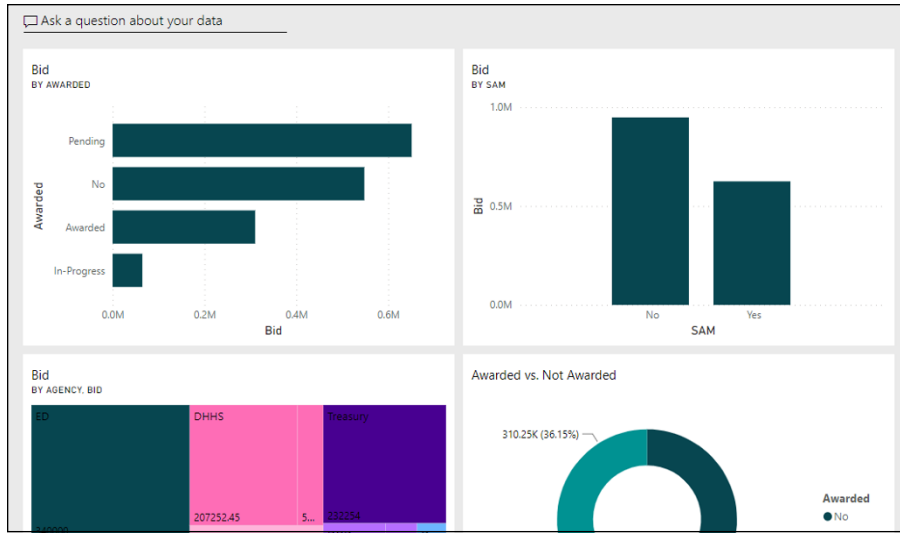 Ask a question about your data
Bid
BY AWARDED
Awarded
Pending
No
Awarded
In-Progress
0.0M 0.2M 0.4M 0.6M
Bid
Bid
BY SAM
Bid
1.0M
0.5M
0.0M
No Yes
SAM
Bid
BY AGENCY, BID
ED
DHHS
Treasury
207252.45
5...
232254
Awarded vs. Not Awarded
310.25K (36.15%)
Awarded
No